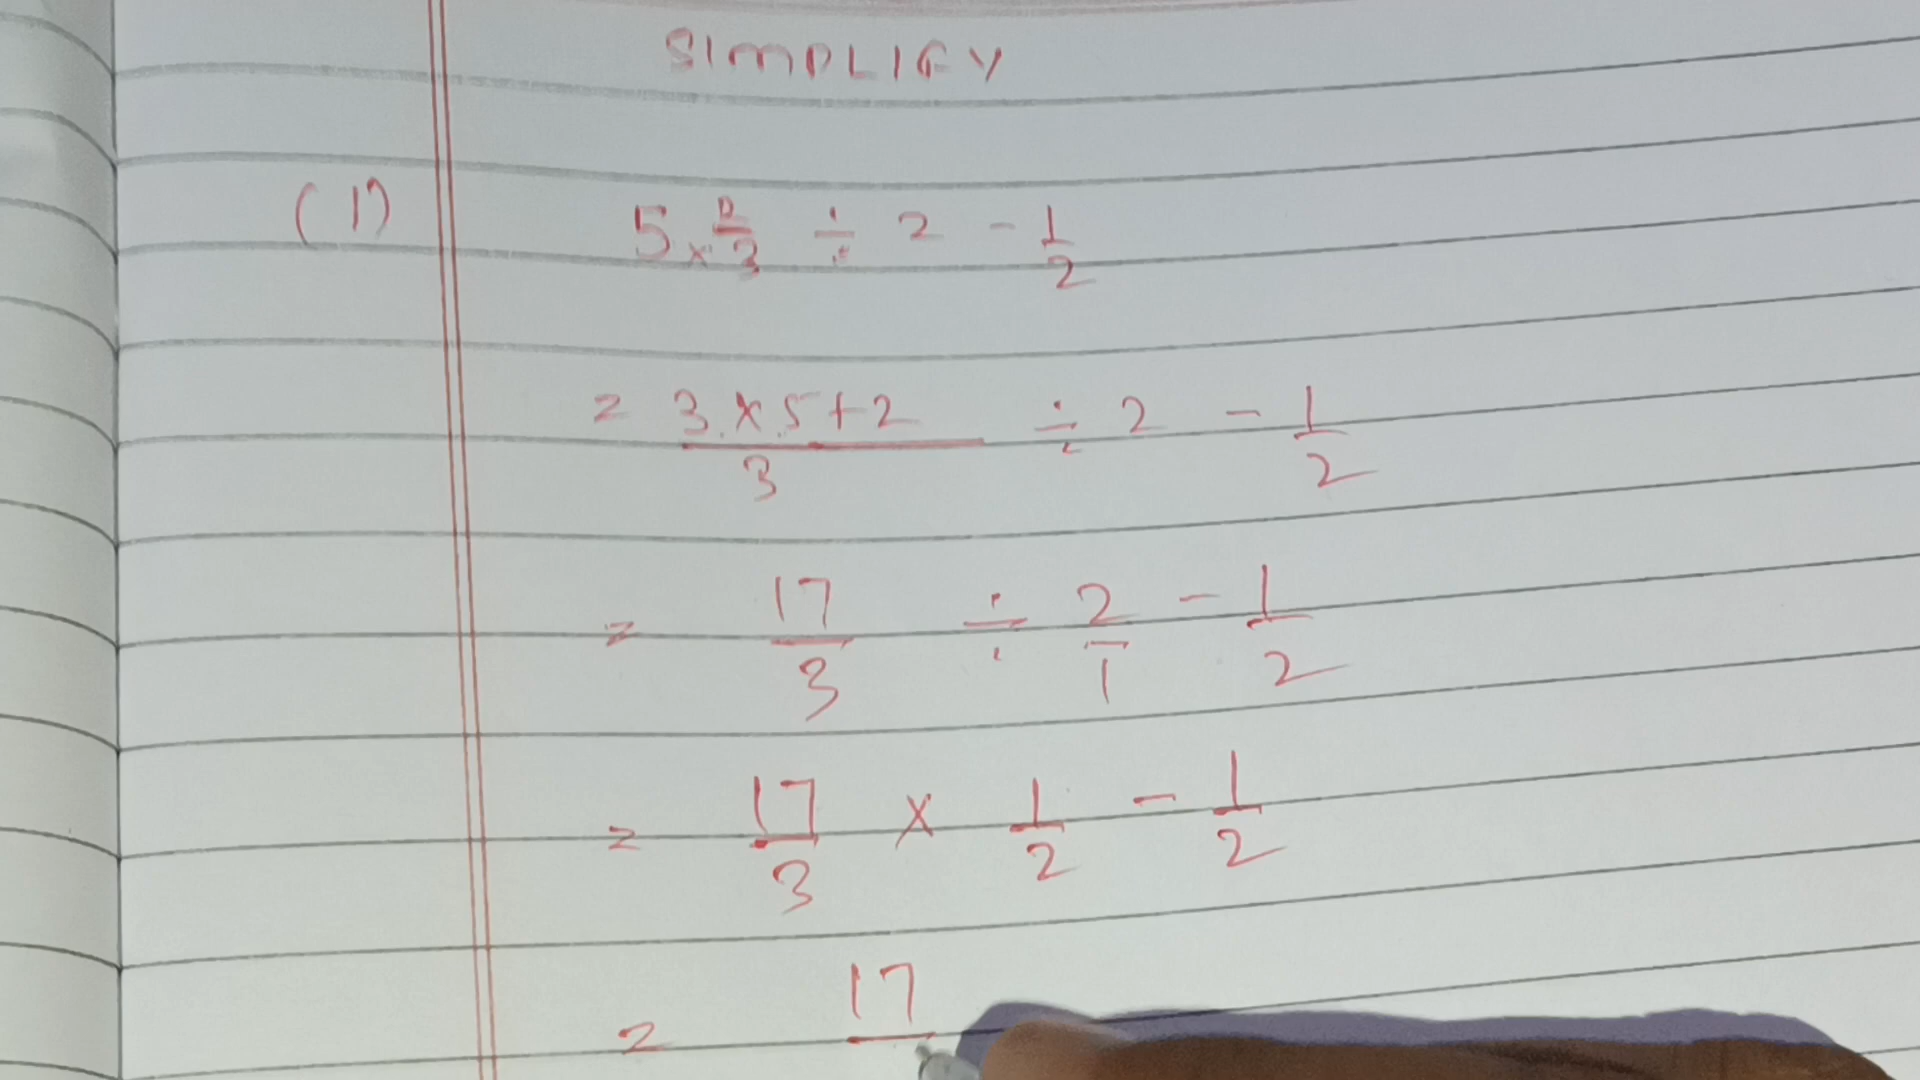 SIMPLIFY
(1) 5 × 2/3 ÷ 2 - 1/2
= 3 × 5 + 2 / 3 ÷ 2 - 1/2
= 17/3 ÷ 2/1 - 1/2
= 17/3 × 1/2 - 1/2
= 17/